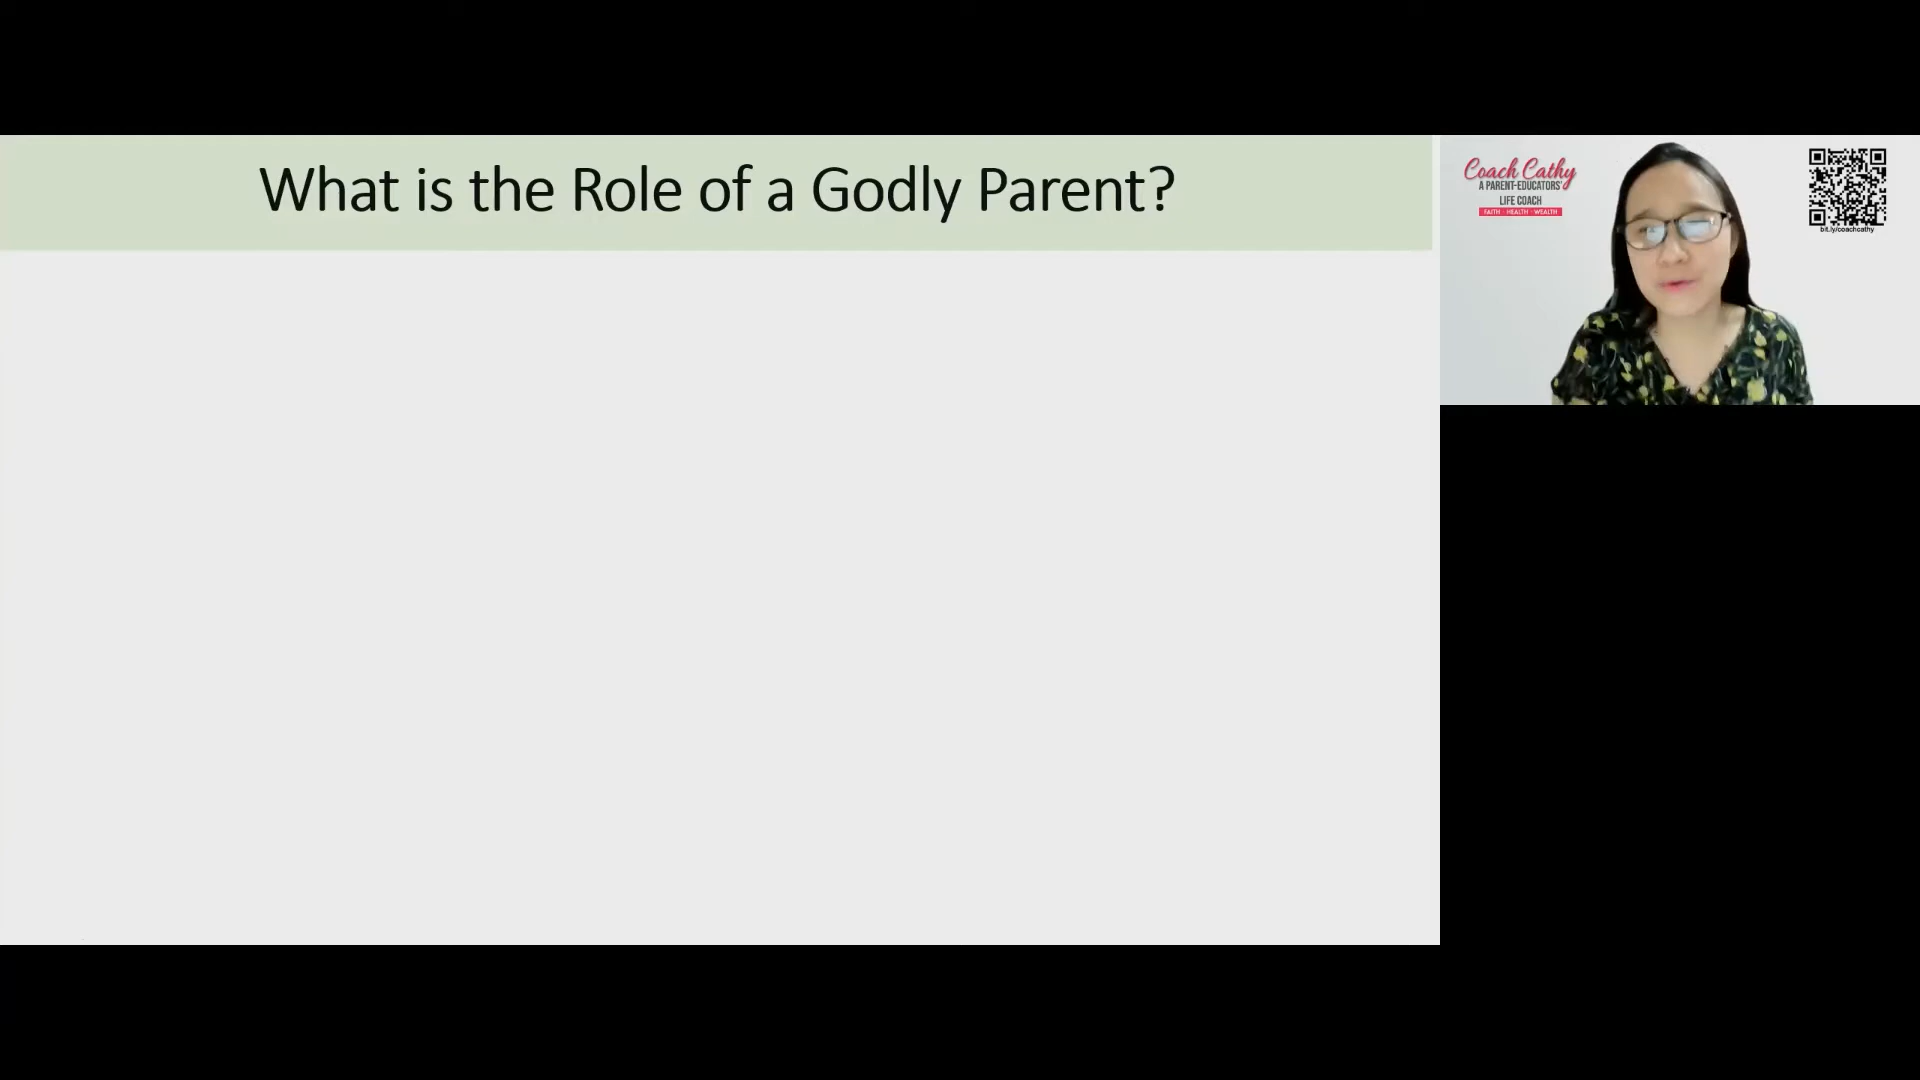 What is the Role of a Godly Parent?
Coach Cathy
A PARENT-EDUCATORS'
LIFE COACH
FAITH · HEALTH · WEALTH
bit.ly/coachcathy